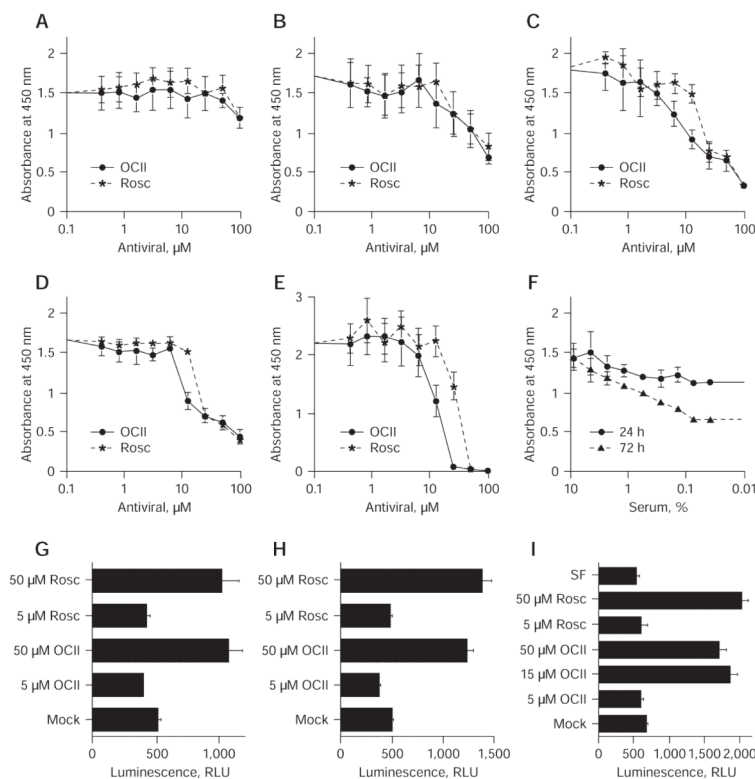 A
Absorbance at 450 nm
2
1.5
1
0.5
0
OCII
Rosc
0.1 1 10 100
Antiviral, µM
B
Absorbance at 450 nm
2
1.5
1
0.5
0
OCII
Rosc
0.1 1 10 100
Antiviral, µM
C
Absorbance at 450 nm
2
1.5
1
0.5
0
OCII
Rosc
0.1 1 10 100
Antiviral, µM
D
Absorbance at 450 nm
2
1.5
1
0.5
0
OCII
Rosc
0.1 1 10 100
Antiviral, µM
E
Absorbance at 450 nm
3
2
1
0
OCII
Rosc
0.1 1 10 100
Antiviral, µM
F
Absorbance at 450 nm
2
1.5
1
0.5
0
24 h
72 h
10 1 0.1 0.01
Serum, %
G
50 µM Rosc
5 µM Rosc
50 µM OCII
5 µM OCII
Mock
0 500 1,000
Luminescence, RLU
H
50 µM Rosc
5 µM Rosc
50 µM OCII
5 µM OCII
Mock
0 500 1,000 1,500
Luminescence, RLU
I
SF
50 µM Rosc
5 µM Rosc
50 µM OCII
15 µM OCII
5 µM OCII
Mock
0 500 1,000 1,500 2,000
Luminescence, RLU